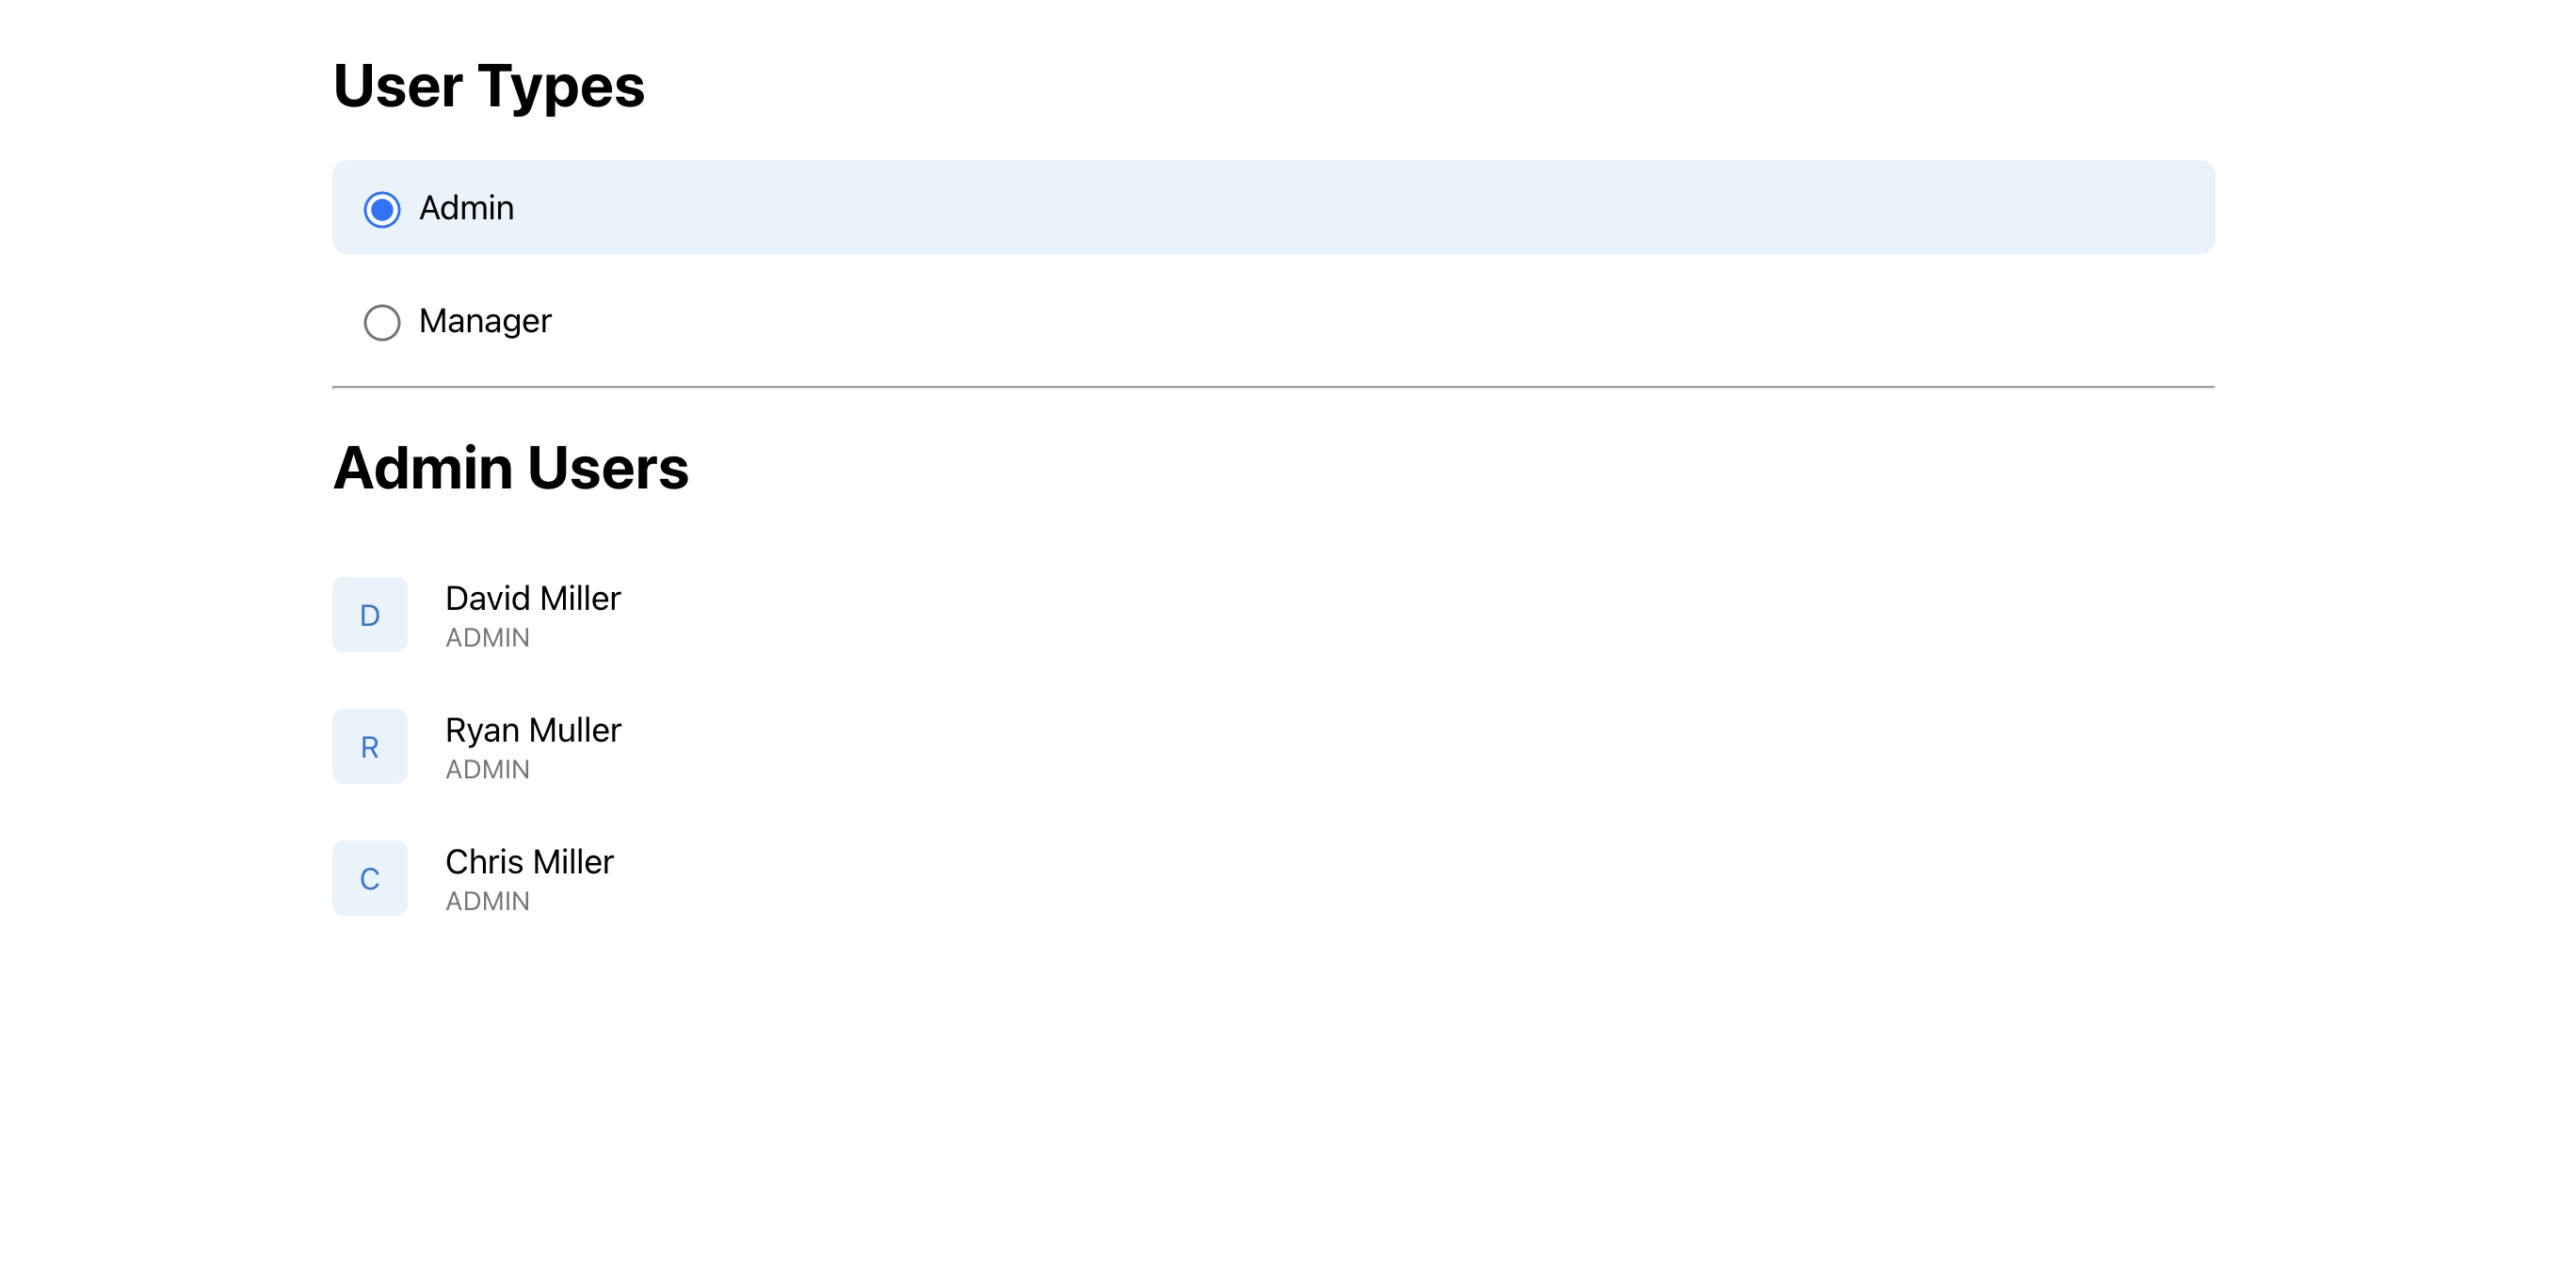 User Types
Admin
Manager
Admin Users
D
David Miller
ADMIN
R
Ryan Muller
ADMIN
C
Chris Miller
ADMIN